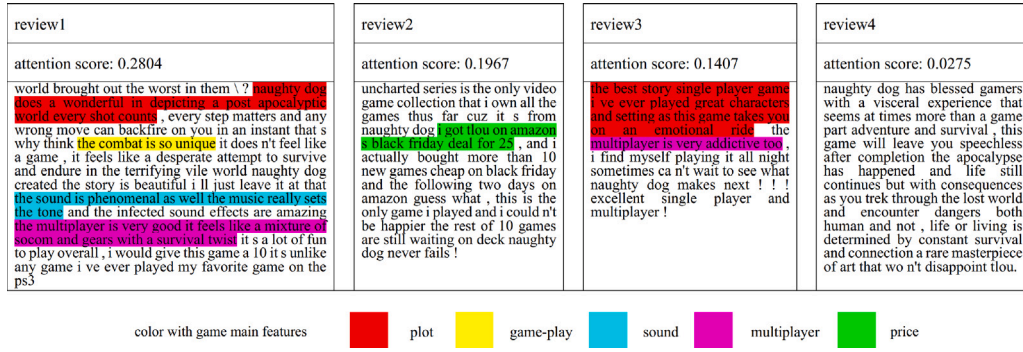 review1
attention score: 0.2804
world brought out the worst in them \ ? naughty dog
does a wonderful in depicting a post apocalyptic
world every shot counts , every step matters and any
wrong move can backfire on you in an instant that s
why think the combat is so unique it does n't feel like
a game , it feels like a desperate attempt to survive
and endure in the terrifying vile world naughty dog
created the story is beautiful i ll just leave it at that
the sound is phenomenal as well the music really sets
the tone and the infected sound effects are amazing
the multiplayer is very good it feels like a mixture of
socom and gears with a survival twist it s a lot of fun
to play overall , i would give this game a 10 it s unlike
any game i ve ever played my favorite game on the
ps3
review2
attention score: 0.1967
uncharted series is the only video
game collection that i own all the
games thus far cuz it s from
naughty dog i got tlou on amazon
s black friday deal for 25 , and i
actually bought more than 10
new games cheap on black friday
and the following two days on
amazon guess what , this is the
only game i played and i could n't
be happier the rest of 10 games
are still waiting on deck naughty
dog never fails !
review3
attention score: 0.1407
the best story single player game
i ve ever played great characters
and setting as this game takes you
on an emotional ride the
multiplayer is very addictive too ,
i find myself playing it all night
sometimes ca n't wait to see what
naughty dog makes next ! ! !
excellent single player and
multiplayer !
review4
attention score: 0.0275
naughty dog has blessed gamers
with a visceral experience that
seems at times more than a game
part adventure and survival , this
game will leave you speechless
after completion the apocalypse
has happened and life still
continues but with consequences
as you trek through the lost world
and encounter dangers both
human and not , life or living is
determined by constant survival
and connection a rare masterpiece
of art that wo n't disappoint tlou.
color with game main features
plot
game-play
sound
multiplayer
price